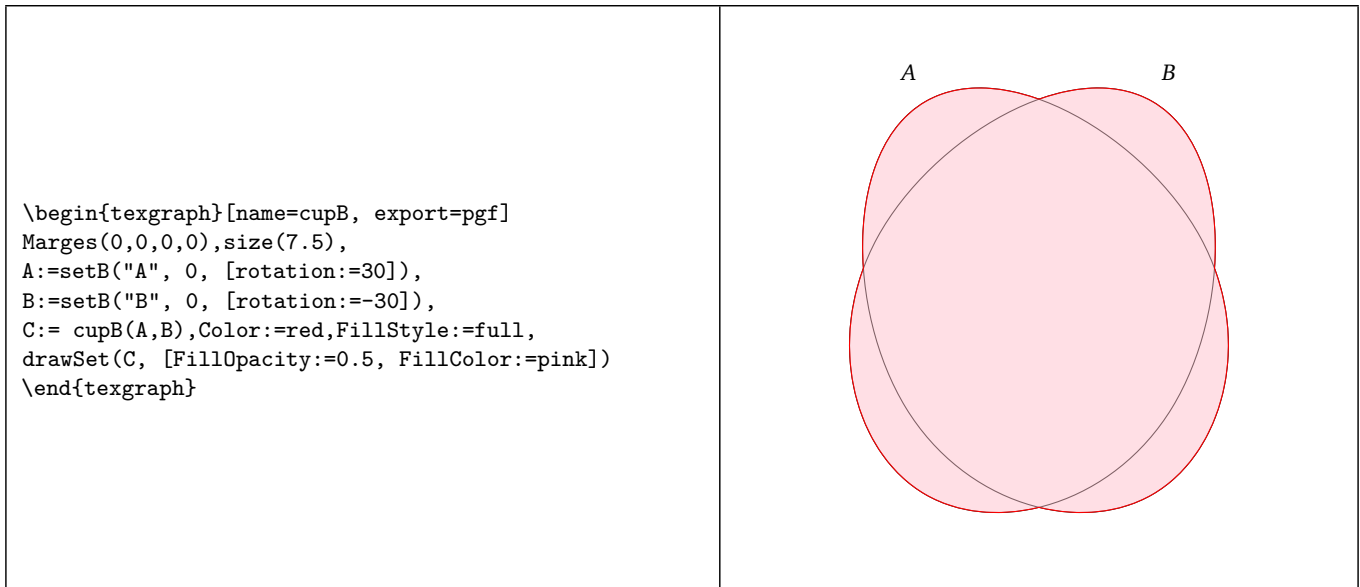 \begin{texgraph}[name=cupB, export=pgf]
Marges(0,0,0,0),size(7.5),
A:=setB("A", 0, [rotation:=30]),
B:=setB("B", 0, [rotation:=-30]),
C:= cupB(A,B),Color:=red,FillStyle:=full,
drawSet(C, [FillOpacity:=0.5, FillColor:=pink])
\end{texgraph}
A B